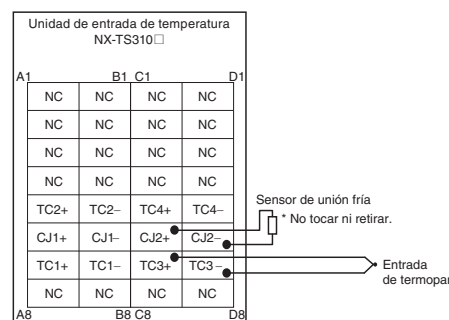 Unidad de entrada de temperatura
NX-TS310□
A1 B1 C1 D1
NC NC NC NC
NC NC NC NC
NC NC NC NC
NC NC NC NC
TC2+ TC2− TC4+ TC4−
CJ1+ CJ1− CJ2+ CJ2−
TC1+ TC1− TC3+ TC3−
NC NC NC NC
A8 B8 C8 D8
Sensor de unión fría
* No tocar ni retirar.
Entrada
de termopar